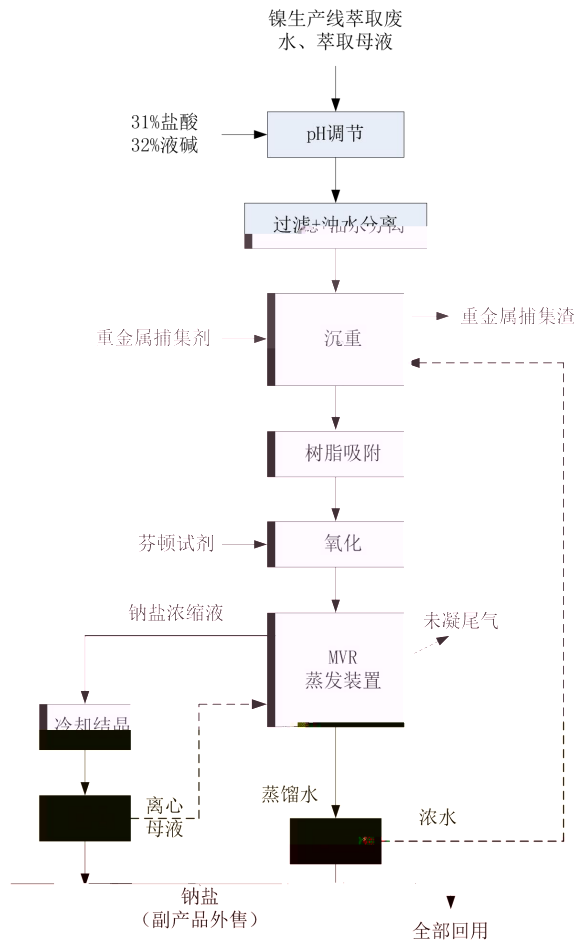 镍生产线萃取废
水、萃取母液
31%盐酸
32%液碱
pH调节
过滤+油水分离
重金属捕集剂
沉重
重金属捕集渣
树脂吸附
芬顿试剂
氧化
钠盐浓缩液
未凝尾气
MVR
蒸发装置
冷却结晶
离心
母液
蒸馏水
浓水
钠盐
（副产品外售）
全部回用